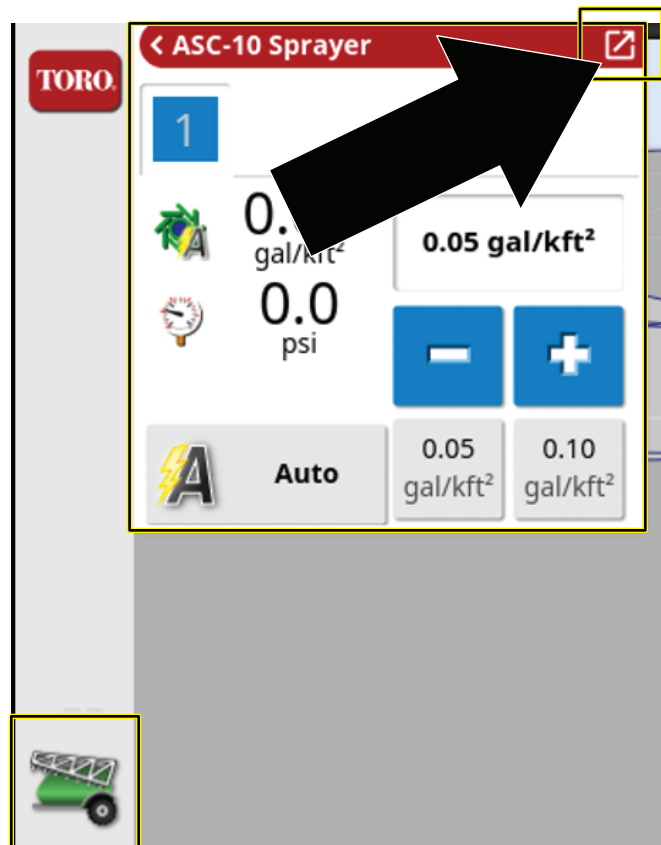 < ASC-10 Sprayer
TORO.
1
0.
gal/kft²
0.05 gal/kft²
0.0
psi
A Auto
0.05
gal/kft²
0.10
gal/kft²